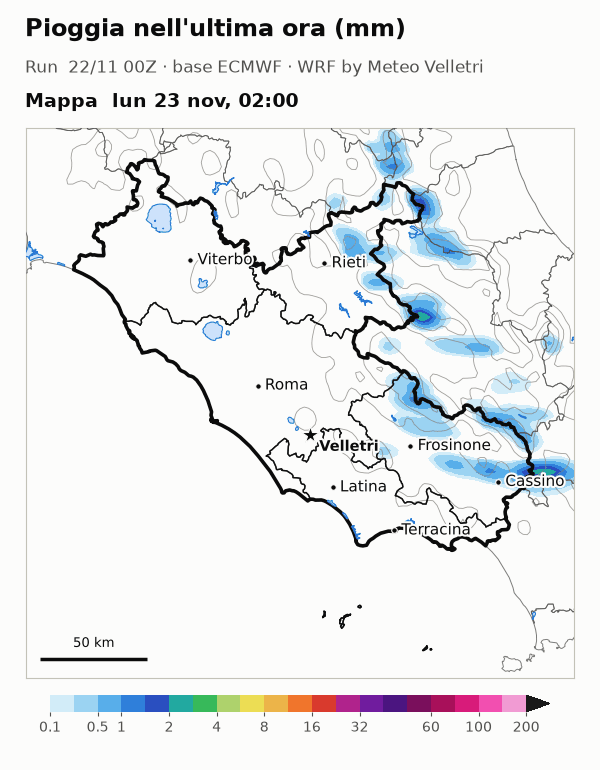 Pioggia nell'ultima ora (mm)
Run  22/11 00Z · base ECMWF · WRF by Meteo Velletri
Mappa  lun 23 nov, 02:00
Viterbo
Rieti
Roma
Velletri
Frosinone
Latina
Cassino
Terracina
50 km
0.1 0.5 1 2 4 8 16 32 60 100 200